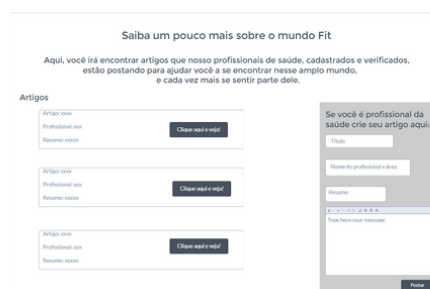 Saiba um pouco mais sobre o mundo Fit
Aqui, você irá encontrar artigos que nosso profissionais de saúde, cadastrados e verificados,
estão postando para ajudar você a se encontrar nesse amplo mundo,
e cada vez mais se sentir parte dele.
Artigos
Artigo: xxxx
Profissional: xxx
Resumo: xxxxx
Clique aqui e veja!
Artigo: xxxx
Profissional: xxx
Resumo: xxxxx
Clique aqui e veja!
Artigo: xxxx
Profissional: xxx
Resumo: xxxxx
Clique aqui e veja!
Se você é profissional da
saúde crie seu artigo aqui:
Título
Nome do profissional e área
Resumo
Type here your message
Postar